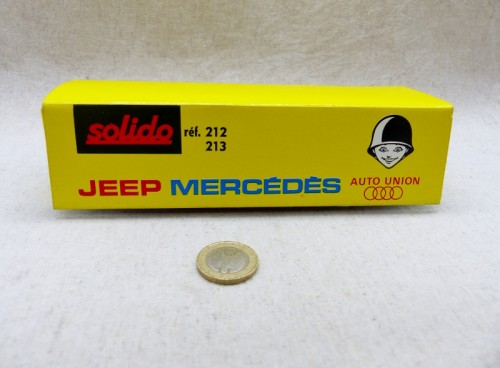 solido
réf. 212
213
JEEP MERCÉDÈS
AUTO UNION